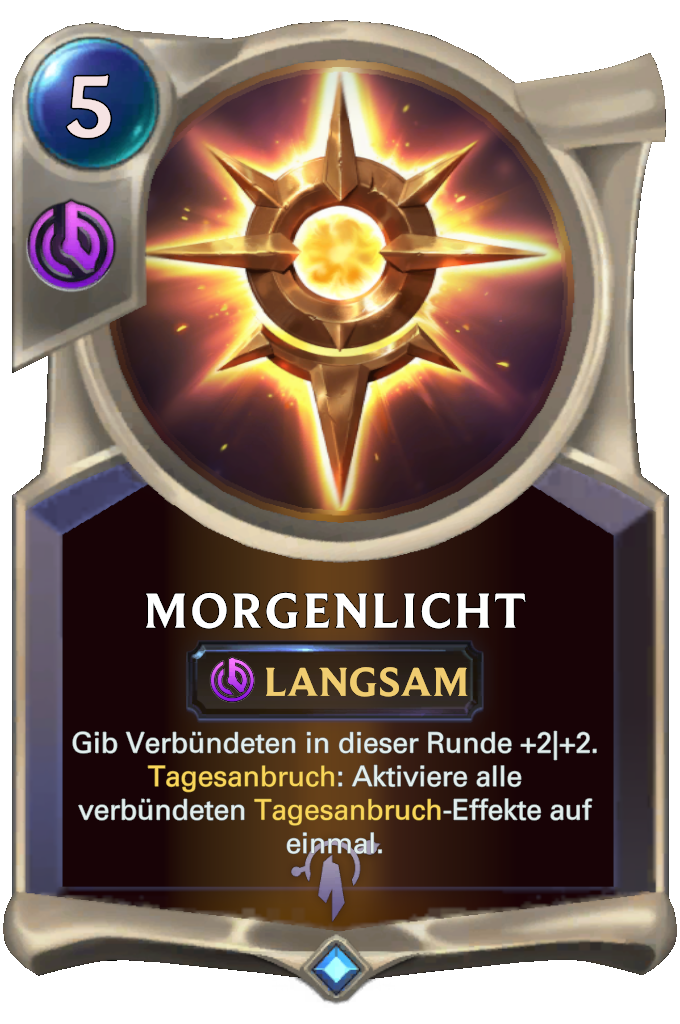 5
MORGENLICHT
LANGSAM
Gib Verbündeten in dieser Runde +2|+2.
Tagesanbruch: Aktiviere alle
verbündeten Tagesanbruch-Effekte auf
einmal.